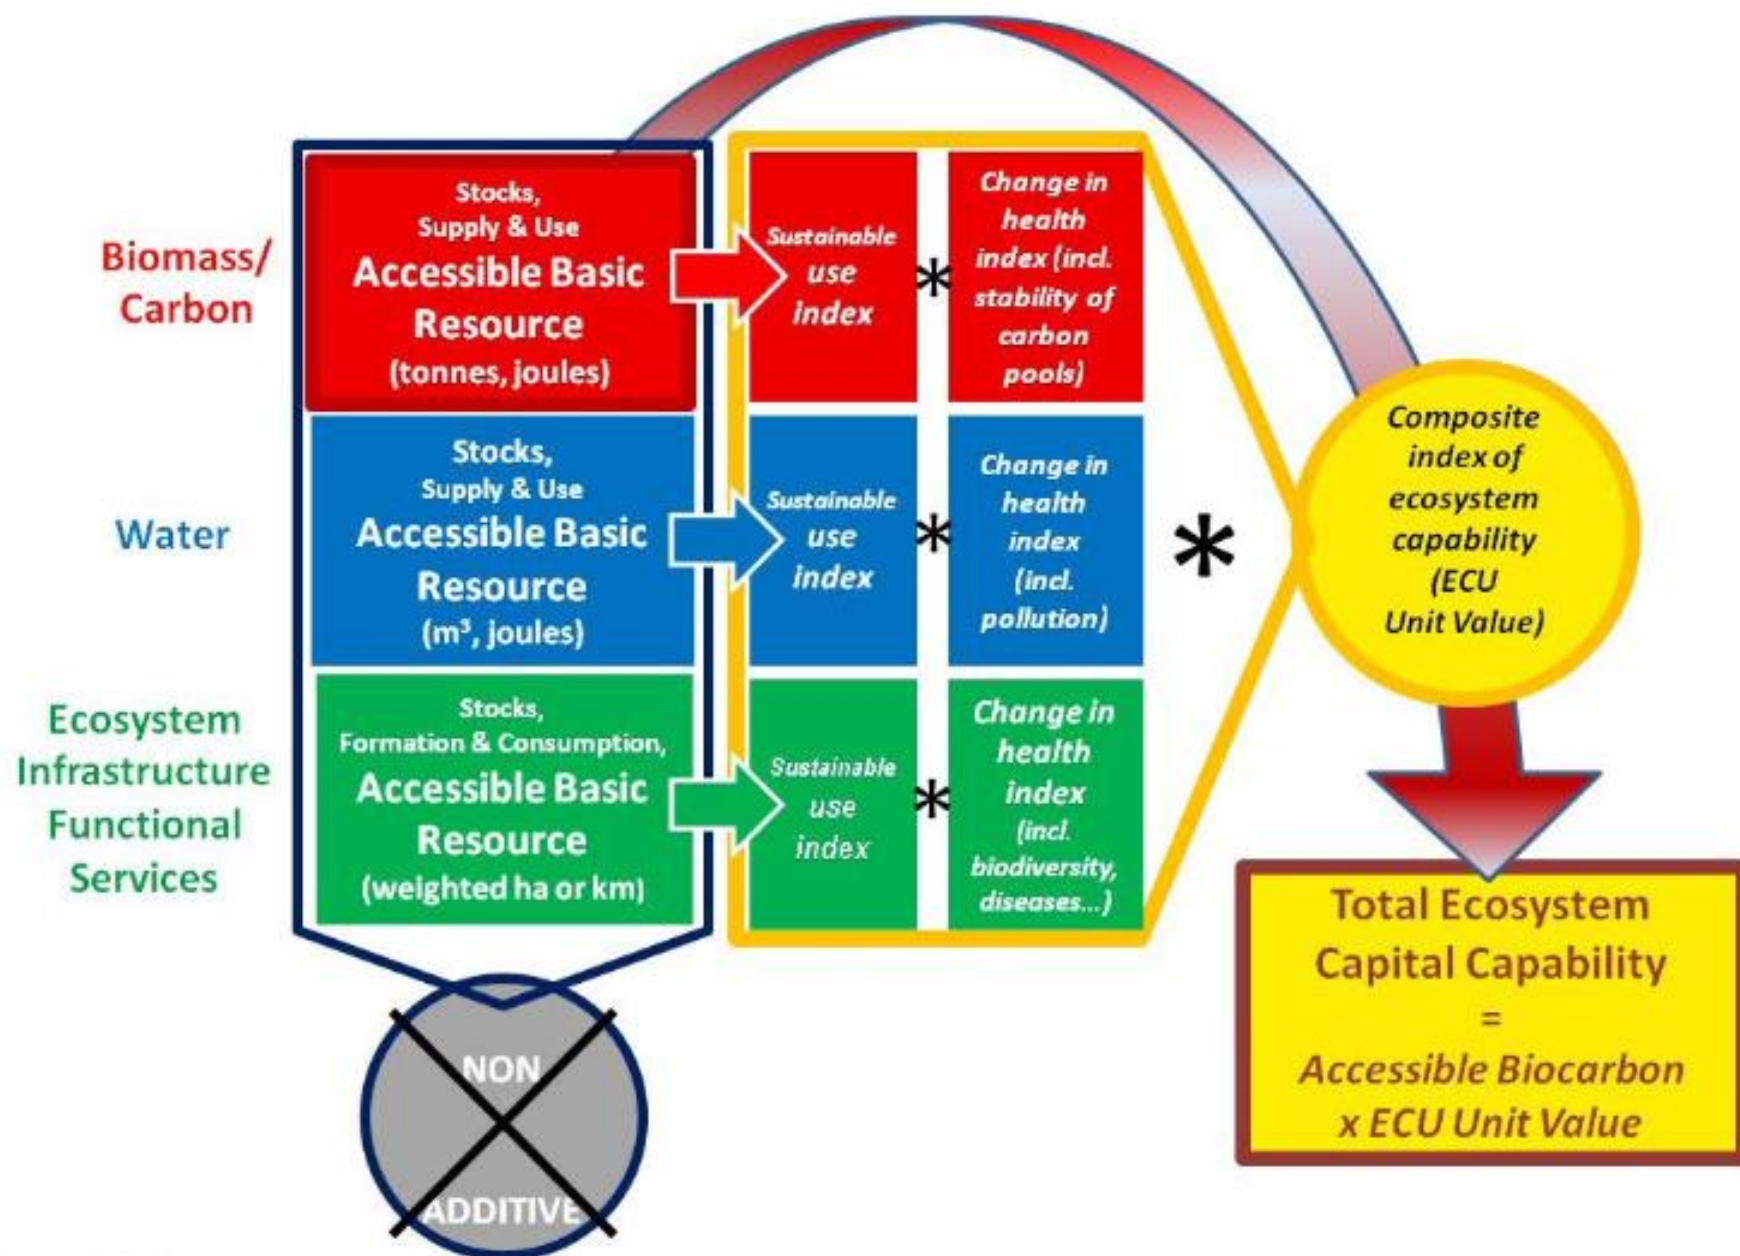 Biomass/
Carbon
Stocks,
Supply & Use
Accessible Basic
Resource
(tonnes, joules)
Sustainable
use
index
*
Change in
health
index (incl.
stability of
carbon
pools)
Water
Stocks,
Supply & Use
Accessible Basic
Resource
(m³, joules)
Sustainable
use
index
*
Change in
health
index
(incl.
pollution)
*
Ecosystem
Infrastructure
Functional
Services
Stocks,
Formation & Consumption,
Accessible Basic
Resource
(weighted ha or km)
Sustainable
use
index
*
Change in
health
index
(incl.
biodiversity,
diseases...)
Composite
index of
ecosystem
capability
(ECU
Unit Value)
Total Ecosystem
Capital Capability
=
Accessible Biocarbon
x ECU Unit Value
NON
ADDITIVE